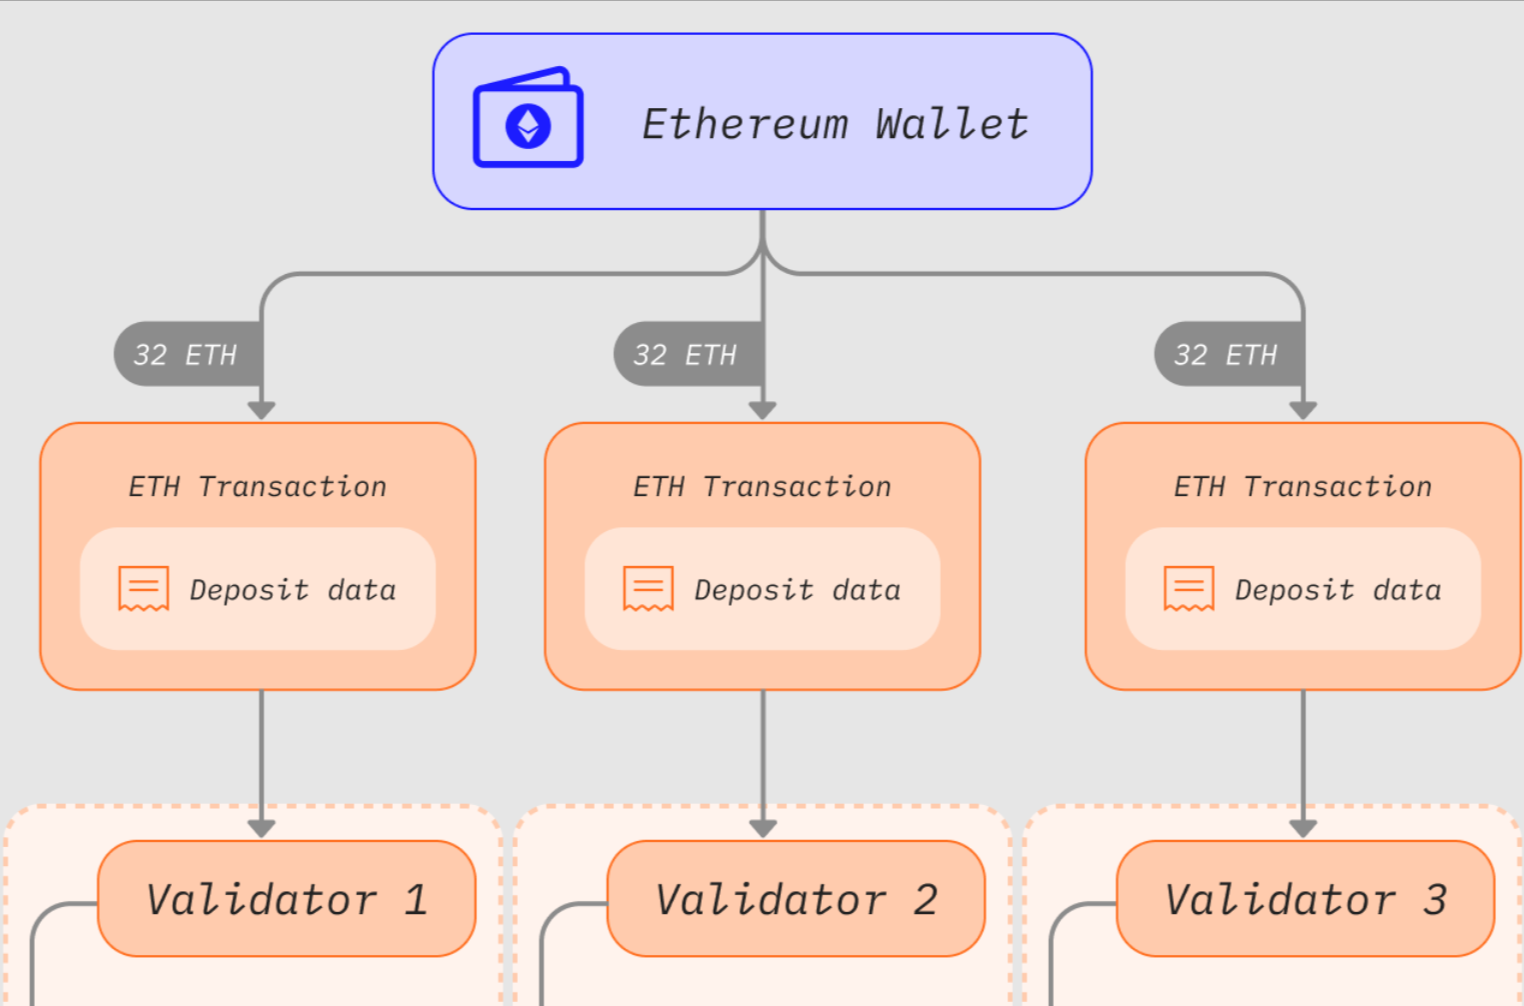 Ethereum Wallet
32 ETH
32 ETH
32 ETH
ETH Transaction
ETH Transaction
ETH Transaction
Deposit data
Deposit data
Deposit data
Validator 1
Validator 2
Validator 3